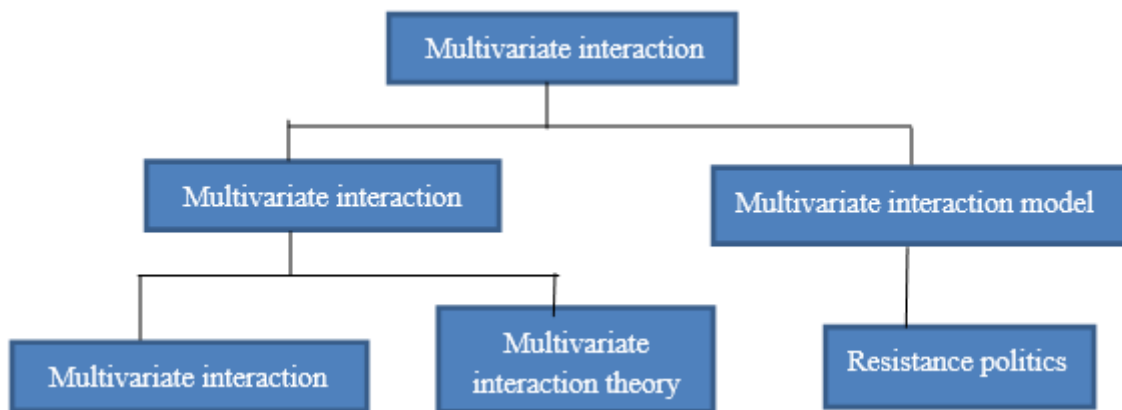 Multivariate interaction
Multivariate interaction
Multivariate interaction model
Multivariate interaction
Multivariate
interaction theory
Resistance politics